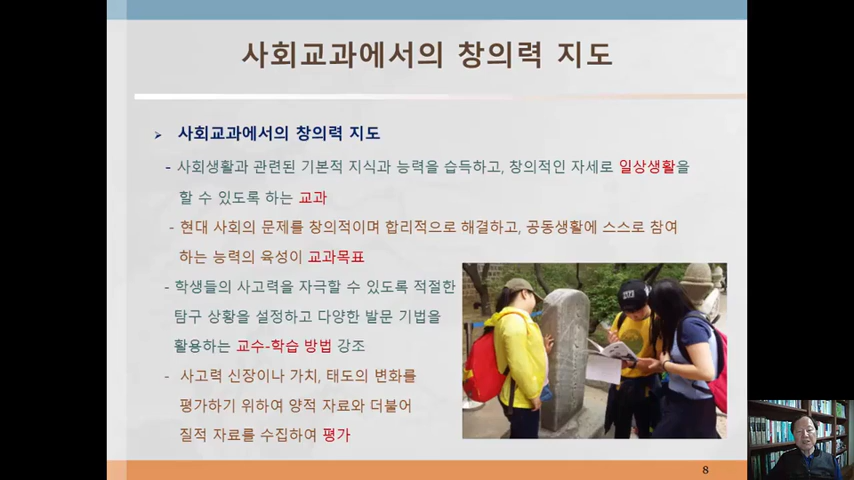 사회교과에서의 창의력 지도
➢ 사회교과에서의 창의력 지도
- 사회생활과 관련된 기본적 지식과 능력을 습득하고, 창의적인 자세로 일상생활을
할 수 있도록 하는 교과
- 현대 사회의 문제를 창의적이며 합리적으로 해결하고, 공동생활에 스스로 참여
하는 능력의 육성이 교과목표
- 학생들의 사고력을 자극할 수 있도록 적절한
탐구 상황을 설정하고 다양한 발문 기법을
활용하는 교수-학습 방법 강조
- 사고력 신장이나 가치, 태도의 변화를
평가하기 위하여 양적 자료와 더불어
질적 자료를 수집하여 평가
8